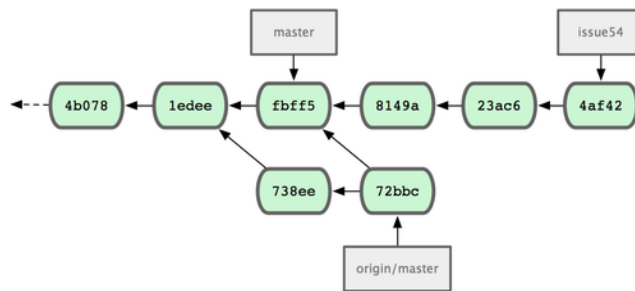 master
issue54
4b078
1edee
fbff5
8149a
23ac6
4af42
738ee
72bbc
origin/master